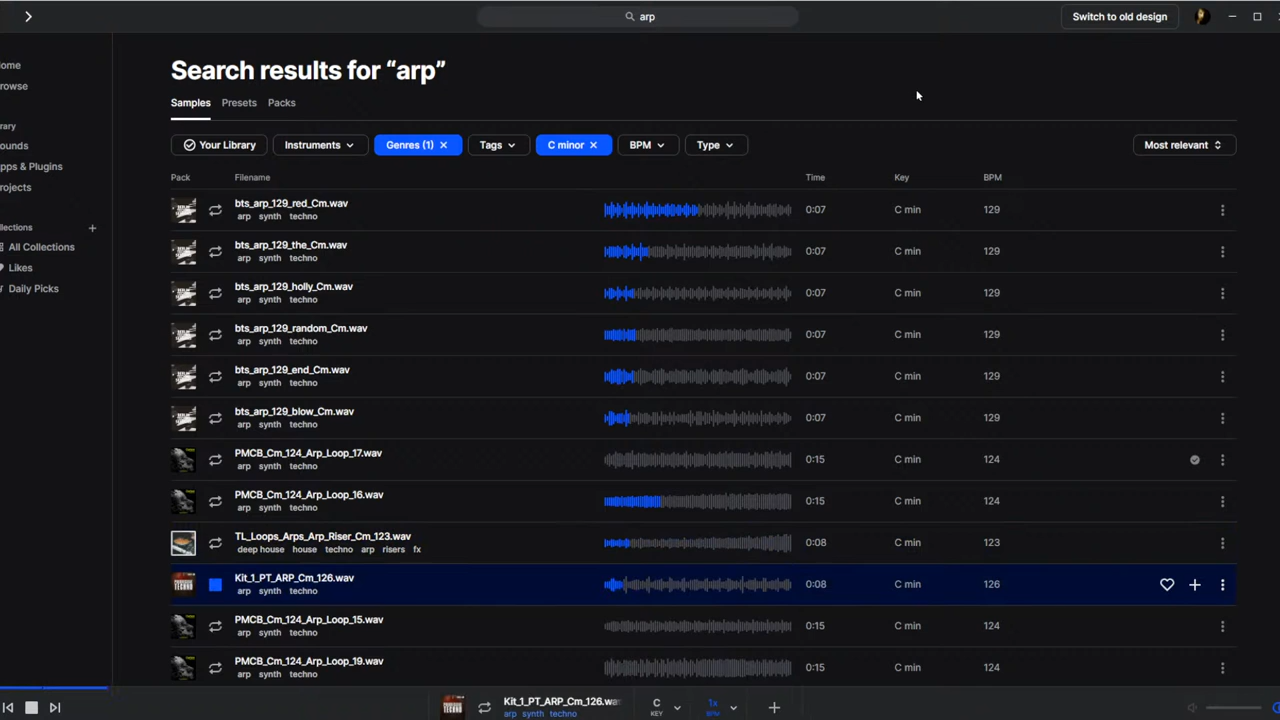 arp
Switch to old design
Search results for “arp”
Samples Presets Packs
Your Library Instruments Genres (1) Tags C minor BPM Type Most relevant
Pack Filename Time Key BPM
bts_arp_129_red_Cm.wav 0:07 C min 129
arp synth techno
bts_arp_129_the_Cm.wav 0:07 C min 129
arp synth techno
bts_arp_129_holly_Cm.wav 0:07 C min 129
arp synth techno
bts_arp_129_random_Cm.wav 0:07 C min 129
arp synth techno
bts_arp_129_end_Cm.wav 0:07 C min 129
arp synth techno
bts_arp_129_blow_Cm.wav 0:07 C min 129
arp synth techno
PMCB_Cm_124_Arp_Loop_17.wav 0:15 C min 124
arp synth techno
PMCB_Cm_124_Arp_Loop_16.wav 0:15 C min 124
arp synth techno
TL_Loops_Arps_Arp_Riser_Cm_123.wav 0:08 C min 123
deep house house techno arp risers fx
Kit_1_PT_ARP_Cm_126.wav 0:08 C min 126
arp synth techno
PMCB_Cm_124_Arp_Loop_15.wav 0:15 C min 124
arp synth techno
PMCB_Cm_124_Arp_Loop_19.wav 0:15 C min 124
arp synth techno
ome
owse
rary
ounds
pps & Plugins
rojects
llections
All Collections
Likes
Daily Picks
Kit_1_PT_ARP_Cm_126.wa
arp synth techno
C
KEY
1x
BPM